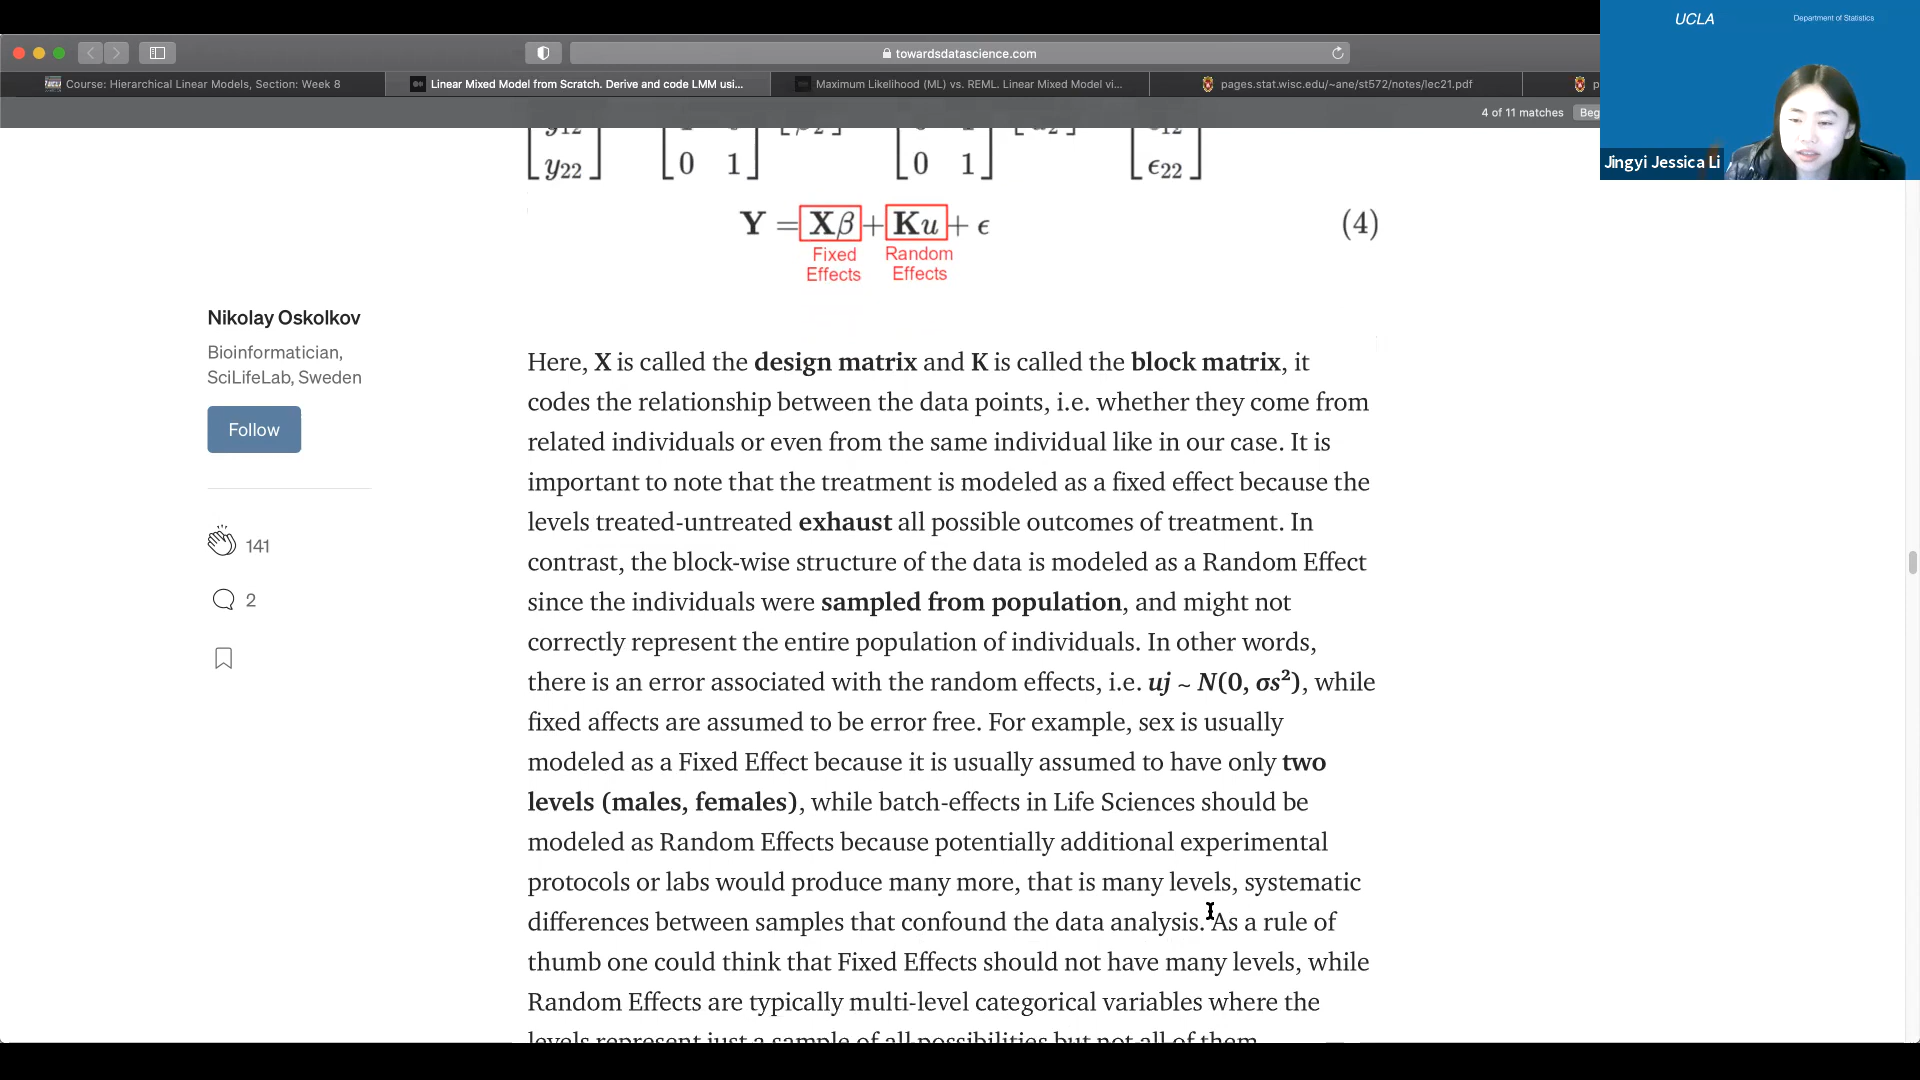 UCLA
Department of Statistics
towardsdatascience.com
Course: Hierarchical Linear Models, Section: Week 8
Linear Mixed Model from Scratch. Derive and code LMM usi...
Maximum Likelihood (ML) vs. REML. Linear Mixed Model vi...
pages.stat.wisc.edu/~ane/st572/notes/lec21.pdf
4 of 11 matches
Beg
Jingyi Jessica Li
y22 0 1 0 1 ϵ22
Y = Xβ + Ku + ϵ (4)
Fixed Random
Effects Effects
Nikolay Oskolkov
Bioinformatician,
SciLifeLab, Sweden
Follow
141
2
Here, X is called the design matrix and K is called the block matrix, it
codes the relationship between the data points, i.e. whether they come from
related individuals or even from the same individual like in our case. It is
important to note that the treatment is modeled as a fixed effect because the
levels treated-untreated exhaust all possible outcomes of treatment. In
contrast, the block-wise structure of the data is modeled as a Random Effect
since the individuals were sampled from population, and might not
correctly represent the entire population of individuals. In other words,
there is an error associated with the random effects, i.e. uj ~ N(0, σs²), while
fixed affects are assumed to be error free. For example, sex is usually
modeled as a Fixed Effect because it is usually assumed to have only two
levels (males, females), while batch-effects in Life Sciences should be
modeled as Random Effects because potentially additional experimental
protocols or labs would produce many more, that is many levels, systematic
differences between samples that confound the data analysis. As a rule of
thumb one could think that Fixed Effects should not have many levels, while
Random Effects are typically multi-level categorical variables where the
levels represent just a sample of all possibilities but not all of them